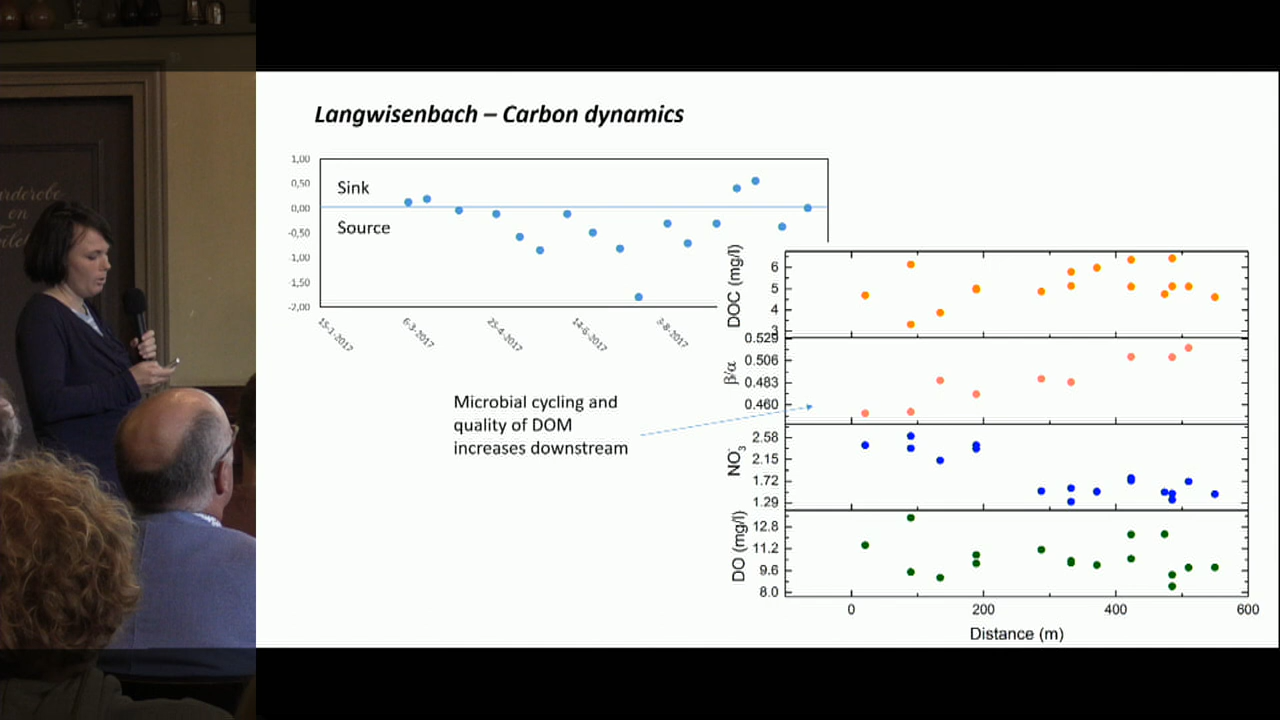 Langwisenbach – Carbon dynamics
1,00
0,50
0,00
-0,50
-1,00
-1,50
-2,00
Sink
Source
15-1-2017
6-3-2017
25-4-2017
14-6-2017
3-8-2017
Microbial cycling and
quality of DOM
increases downstream
DOC (mg/l)
6
5
4
3
β/α
0.529
0.506
0.483
0.460
NO₃⁻
2.58
2.15
1.72
1.29
DO (mg/l)
12.8
11.2
9.6
8.0
0 200 400 600
Distance (m)
en